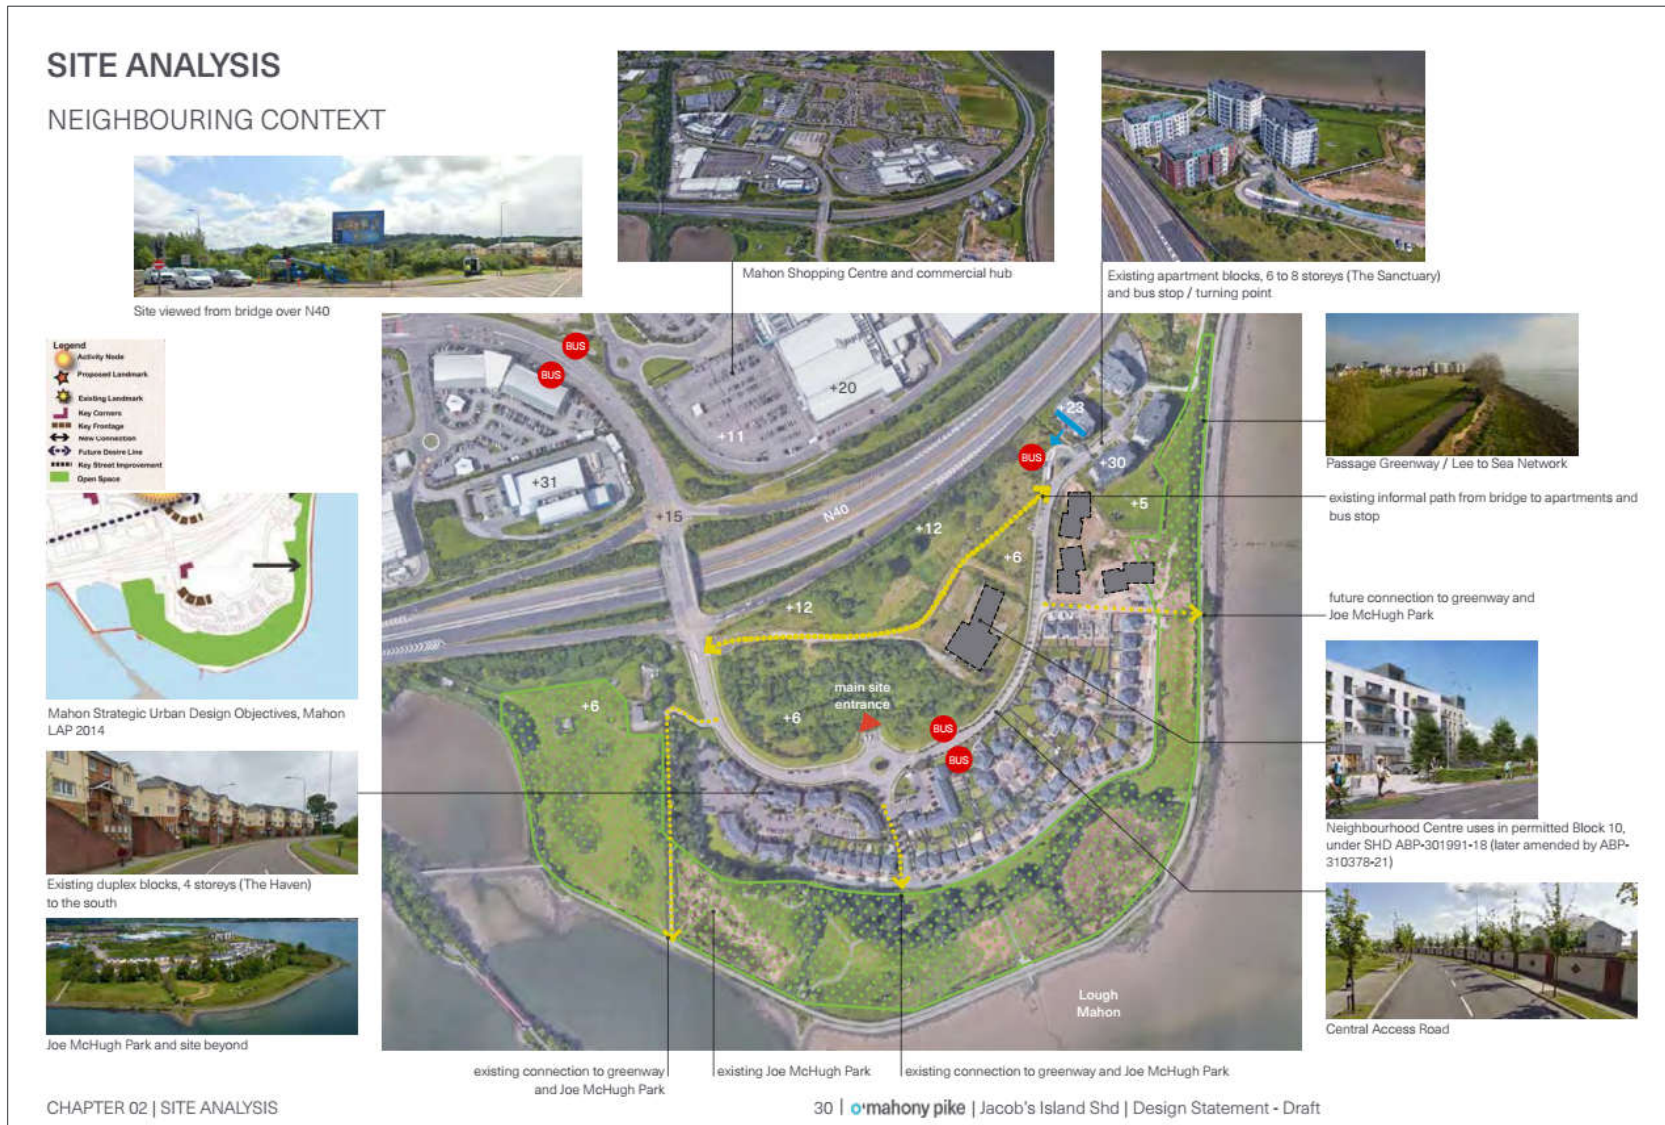 SITE ANALYSIS
NEIGHBOURING CONTEXT
Site viewed from bridge over N40
Mahon Shopping Centre and commercial hub
Existing apartment blocks, 6 to 8 storeys (The Sanctuary)
and bus stop / turning point
Legend
Activity Node
Proposed Landmark
Existing Landmark
Key Corners
Key Frontage
New Connection
Future Desire Line
Key Street Improvement
Open Space
Mahon Strategic Urban Design Objectives, Mahon
LAP 2014
Existing duplex blocks, 4 storeys (The Haven)
to the south
Joe McHugh Park and site beyond
BUS
BUS
+20
+11
+23
BUS
+30
+31
+15
N40
+5
+12
+6
+12
main site
entrance
+6
+6
BUS
BUS
Lough
Mahon
Passage Greenway / Lee to Sea Network
existing informal path from bridge to apartments and
bus stop
future connection to greenway and
Joe McHugh Park
Neighbourhood Centre uses in permitted Block 10,
under SHD ABP-301991-18 (later amended by ABP-
310378-21)
Central Access Road
existing connection to greenway
and Joe McHugh Park
existing Joe McHugh Park
existing connection to greenway and Joe McHugh Park
CHAPTER 02 | SITE ANALYSIS
30 | o'mahony pike | Jacob's Island Shd | Design Statement - Draft